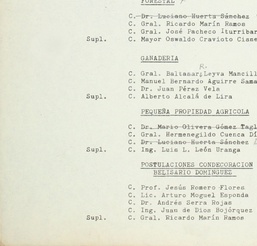 FORESTAL
C. Dr. Luciano Huerta Sánchez
C. Gral. Ricardo Marín Ramos
C. Gral. José Pacheco Iturribar
Supl. C. Mayor Oswaldo Cravioto Cisne
GANADERIA
C. Gral. Baltasar Leyva Mancill
C. Manuel Bernardo Aguirre Sama
C. Dr. Juan Pérez Vela
Supl. C. Alberto Alcalá de Lira
PEQUEÑA PROPIEDAD AGRICOLA
C. Dr. Mario Olivera Gómez Tagl
C. Gral. Hermenegildo Cuenca Dí
C. Dr. Luciano Huerta Sánchez
Supl. C. Ing. Luis L. León Uranga
POSTULACIONES CONDECORACION
BELISARIO DOMINGUEZ
C. Prof. Jesús Romero Flores
C. Lic. Arturo Moguel Esponda
C. Dr. Andrés Serra Rojas
C. Ing. Juan de Dios Bojórquez
Supl. C. Gral. Ricardo Marín Ramos